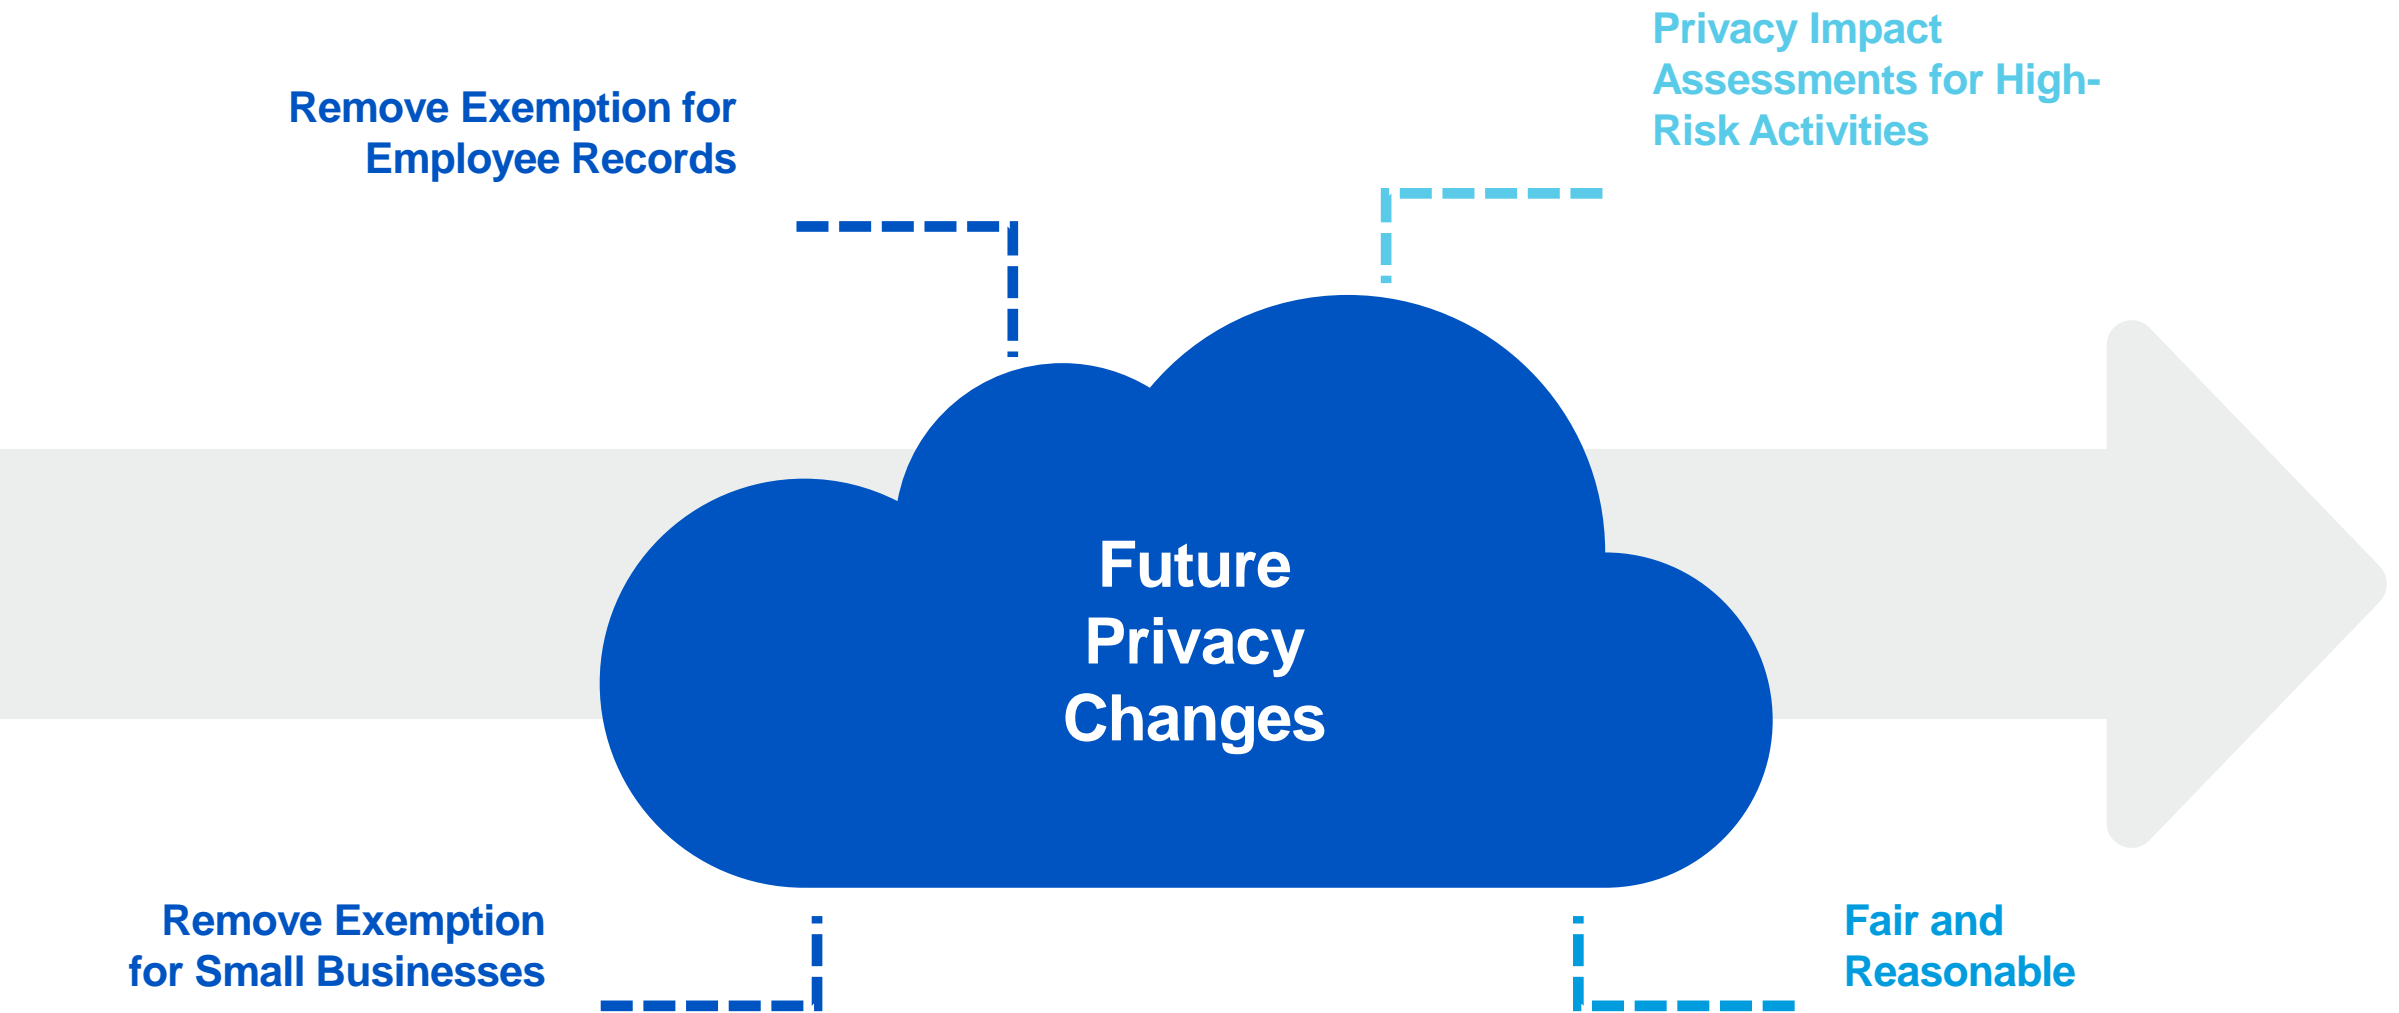 Privacy Impact
Assessments for High-
Risk Activities
Remove Exemption for
Employee Records
Future
Privacy
Changes
Remove Exemption
for Small Businesses
Fair and
Reasonable